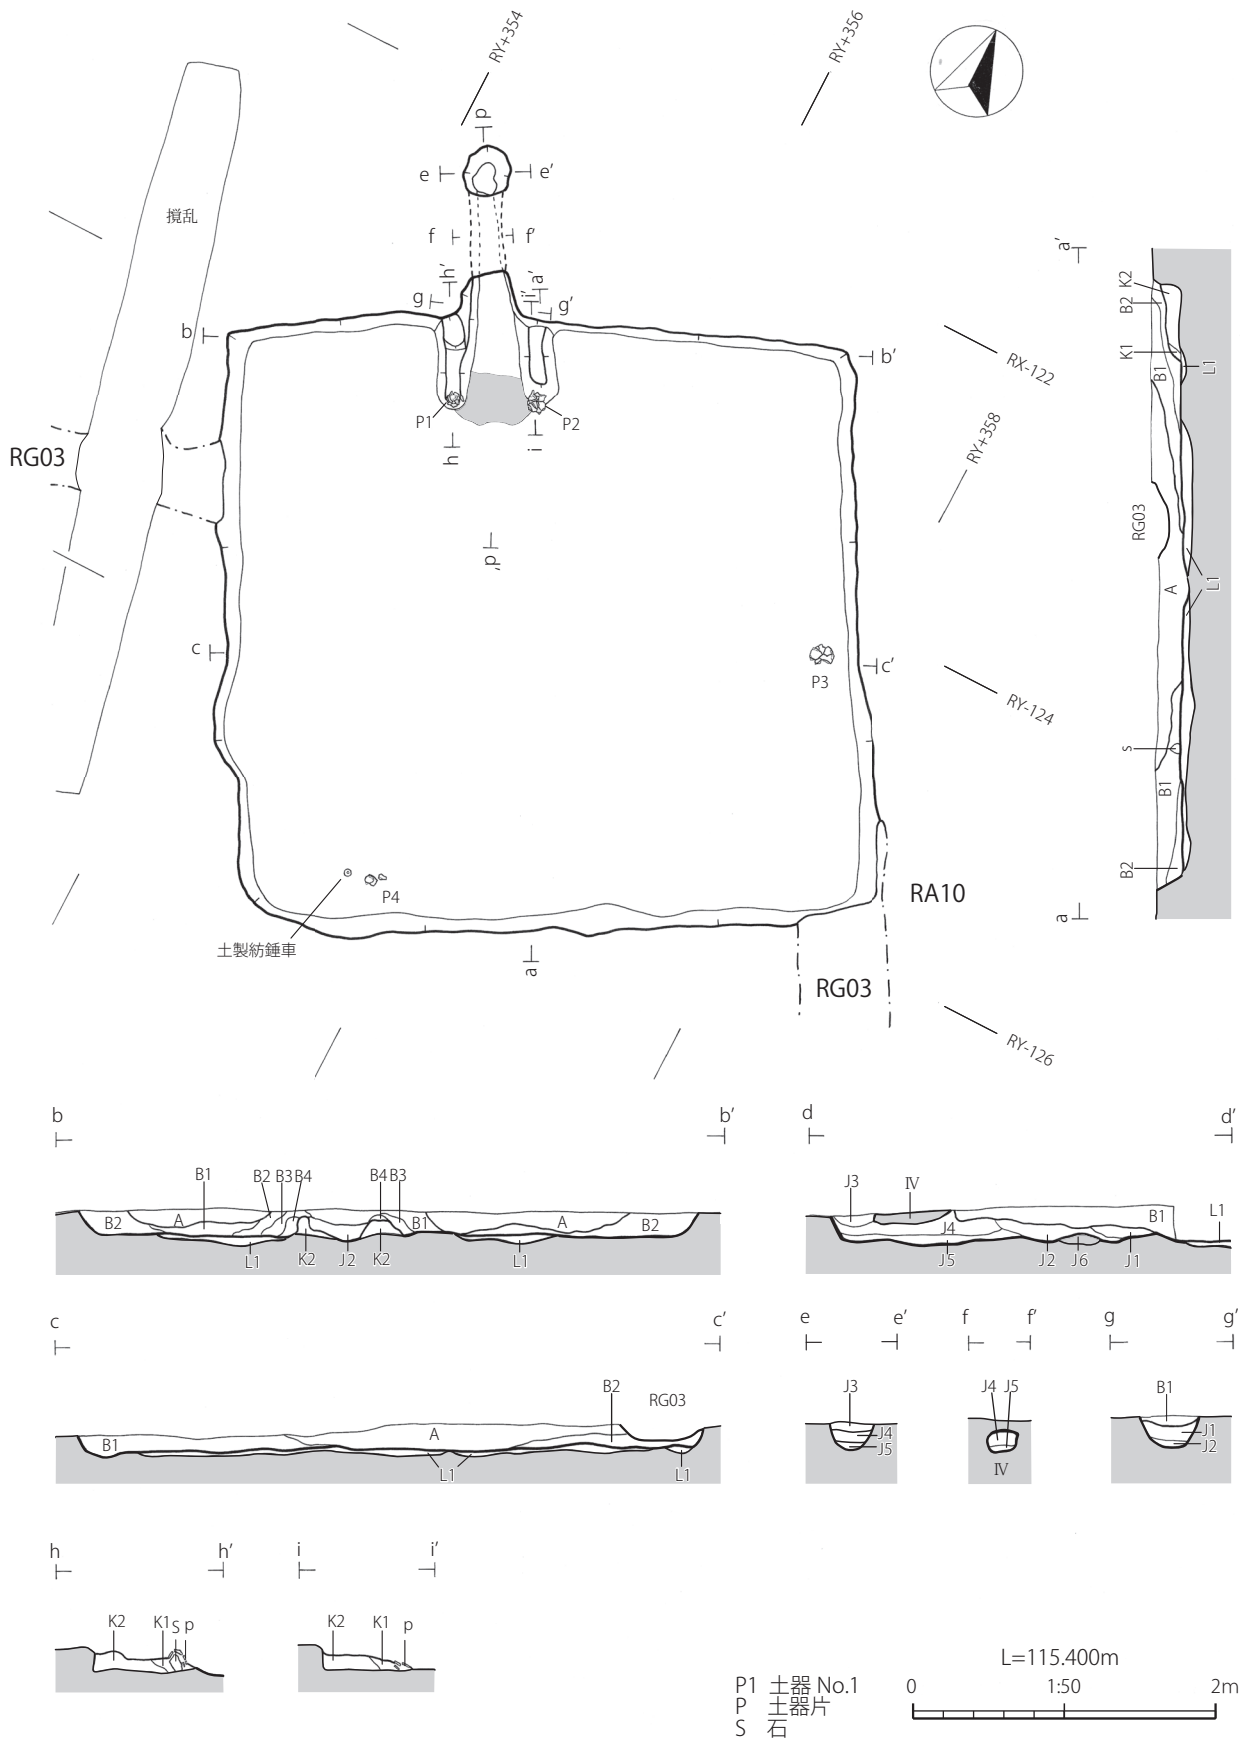 RY+354
RY+356
p
e
e'
撹乱
f
f'
h'
a'
i'
g
g'
b
b'
a'
K2
B2
K1
B1
L1
RX-122
P1
P2
RG03
h
i
RY+358
RG03
d'
A
L1
c
c'
P3
RY-124
s
B1
B2
P4
RA10
土製紡錘車
a
a
RG03
RY-126
b
b'
d
d'
B1
B2
B3
B4
B4
B3
J3
Ⅳ
L1
B2
A
B1
A
B2
J4
B1
L1
K2
J2
K2
L1
J5
J2
J6
J1
c
c'
e
e'
f
f'
g
g'
B2
RG03
J3
J4
J5
B1
B1
A
L1
L1
J4
J5
Ⅳ
J1
J2
h
h'
i
i'
K2
K1
S
p
K2
K1
p
L=115.400m
P1 土器 No.1
P 土器片
S 石
0
1:50
2m